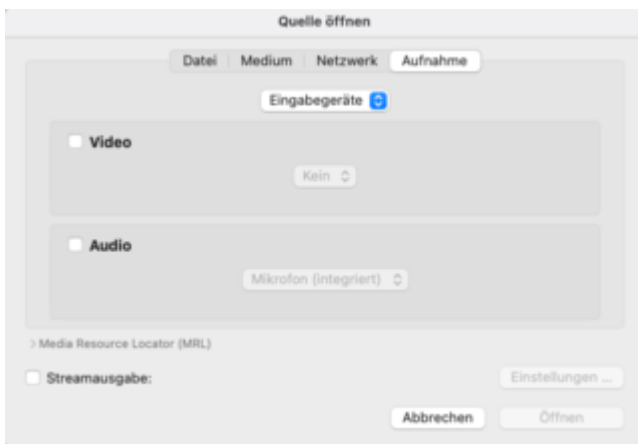 Quelle öffnen
Datei Medium Netzwerk Aufnahme
Eingabegeräte
Video
Kein
Audio
Mikrofon (integriert)
> Media Resource Locator (MRL)
Streamausgabe:
Einstellungen ...
Abbrechen Öffnen